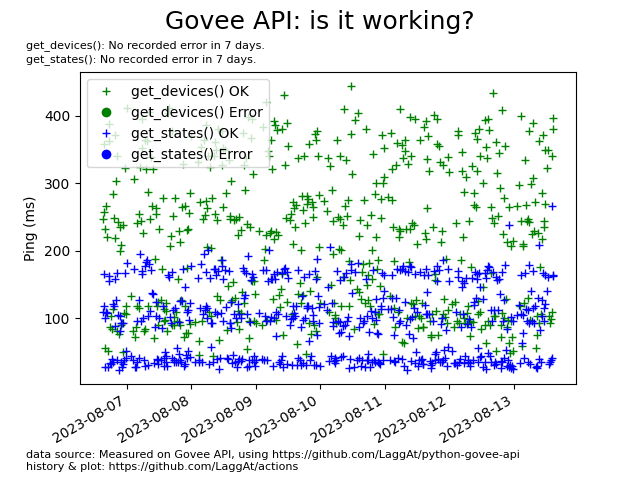 Govee API: is it working?
get_devices(): No recorded error in 7 days.
get_states(): No recorded error in 7 days.
get_devices() OK
get_devices() Error
get_states() OK
get_states() Error
400
300
200
100
Ping (ms)
2023-08-07
2023-08-08
2023-08-09
2023-08-10
2023-08-11
2023-08-12
2023-08-13
data source: Measured on Govee API, using https://github.com/LaggAt/python-govee-api
history & plot: https://github.com/LaggAt/actions